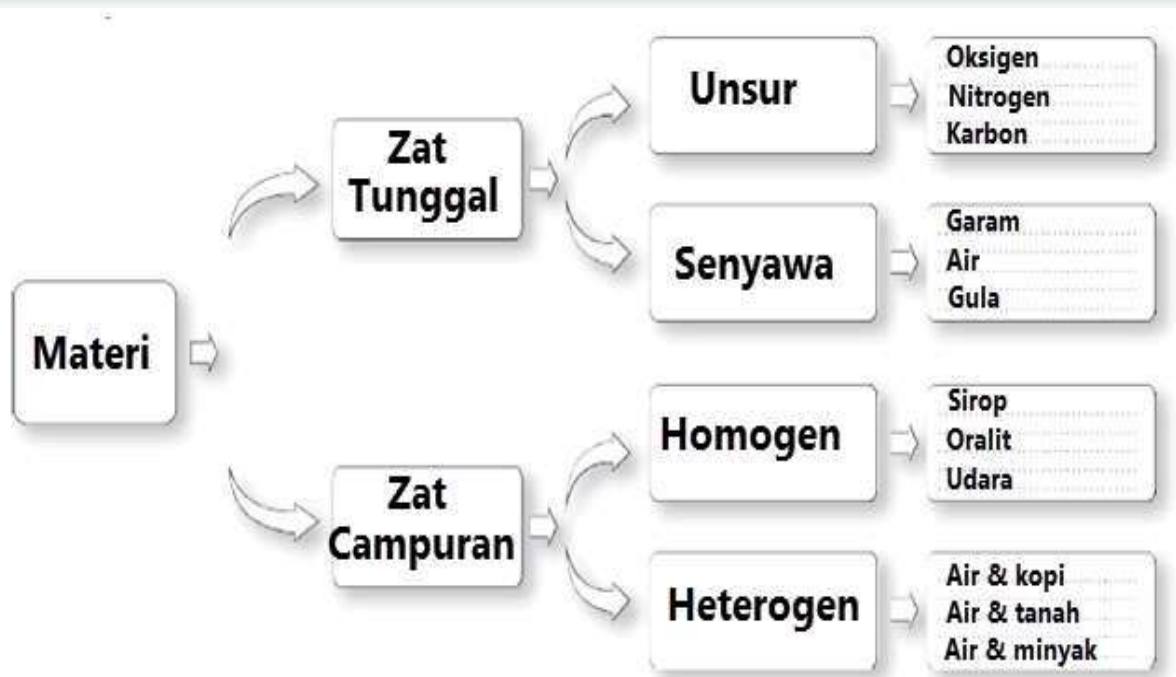 Materi
Zat
Tunggal
Unsur
Oksigen
Nitrogen
Karbon
Senyawa
Garam
Air
Gula
Zat
Campuran
Homogen
Sirop
Oralit
Udara
Heterogen
Air & kopi
Air & tanah
Air & minyak